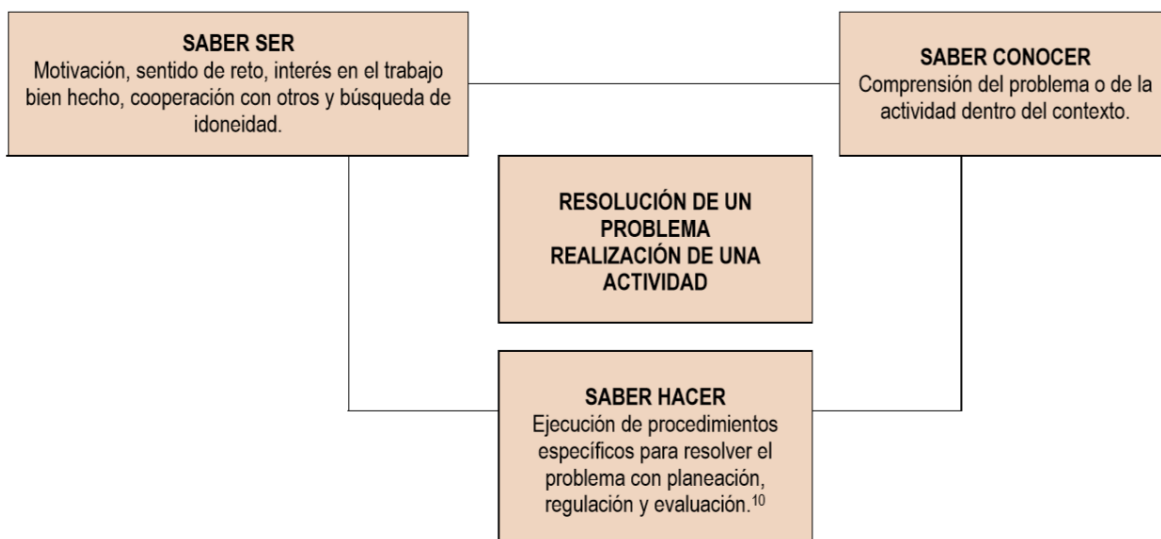 SABER SER
Motivación, sentido de reto, interés en el trabajo
bien hecho, cooperación con otros y búsqueda de
idoneidad.
SABER CONOCER
Comprensión del problema o de la
actividad dentro del contexto.
RESOLUCIÓN DE UN
PROBLEMA
REALIZACIÓN DE UNA
ACTIVIDAD
SABER HACER
Ejecución de procedimientos
específicos para resolver el
problema con planeación,
regulación y evaluación.¹⁰